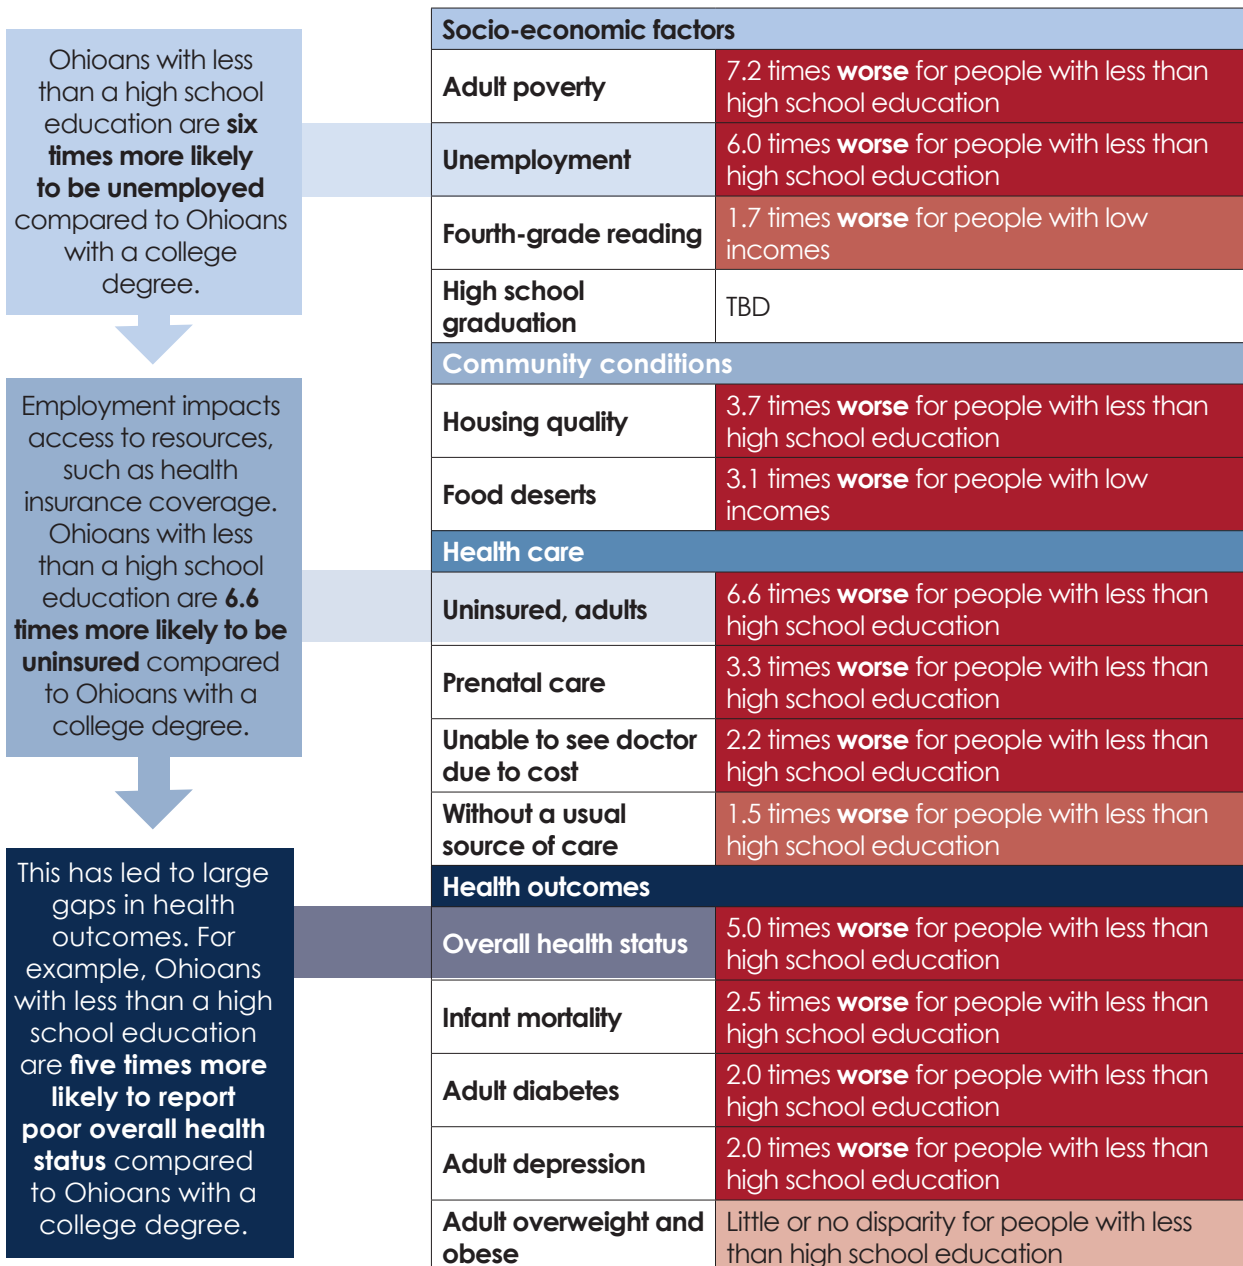 Ohioans with less
than a high school
education are six
times more likely
to be unemployed
compared to Ohioans
with a college
degree.
Employment impacts
access to resources,
such as health
insurance coverage.
Ohioans with less
than a high school
education are 6.6
times more likely to be
uninsured compared
to Ohioans with a
college degree.
This has led to large
gaps in health
outcomes. For
example, Ohioans
with less than a high
school education
are five times more
likely to report
poor overall health
status compared
to Ohioans with a
college degree.
Socio-economic factors
Adult poverty
7.2 times worse for people with less than
high school education
Unemployment
6.0 times worse for people with less than
high school education
Fourth-grade reading
1.7 times worse for people with low
incomes
High school
graduation
TBD
Community conditions
Housing quality
3.7 times worse for people with less than
high school education
Food deserts
3.1 times worse for people with low
incomes
Health care
Uninsured, adults
6.6 times worse for people with less than
high school education
Prenatal care
3.3 times worse for people with less than
high school education
Unable to see doctor
due to cost
2.2 times worse for people with less than
high school education
Without a usual
source of care
1.5 times worse for people with less than
high school education
Health outcomes
Overall health status
5.0 times worse for people with less than
high school education
Infant mortality
2.5 times worse for people with less than
high school education
Adult diabetes
2.0 times worse for people with less than
high school education
Adult depression
2.0 times worse for people with less than
high school education
Adult overweight and
obese
Little or no disparity for people with less
than high school education